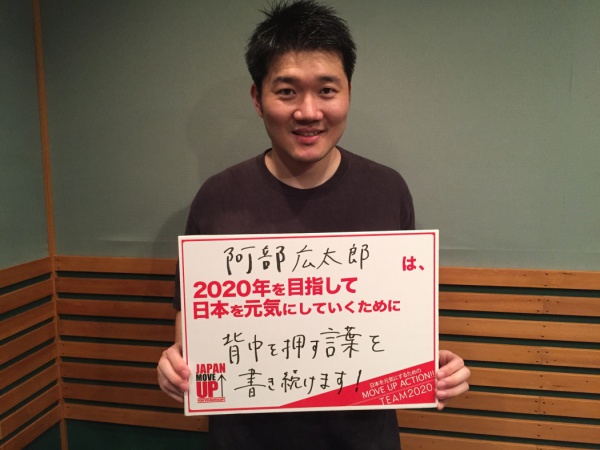 阿部 広太郎 は、
2020年を目指して
日本を元気にしていくために
背中を押す言葉を
書き続けます!
JAPAN
MOVE
UP
日本を元気にするための
MOVE UP ACTION!!
TEAM2020